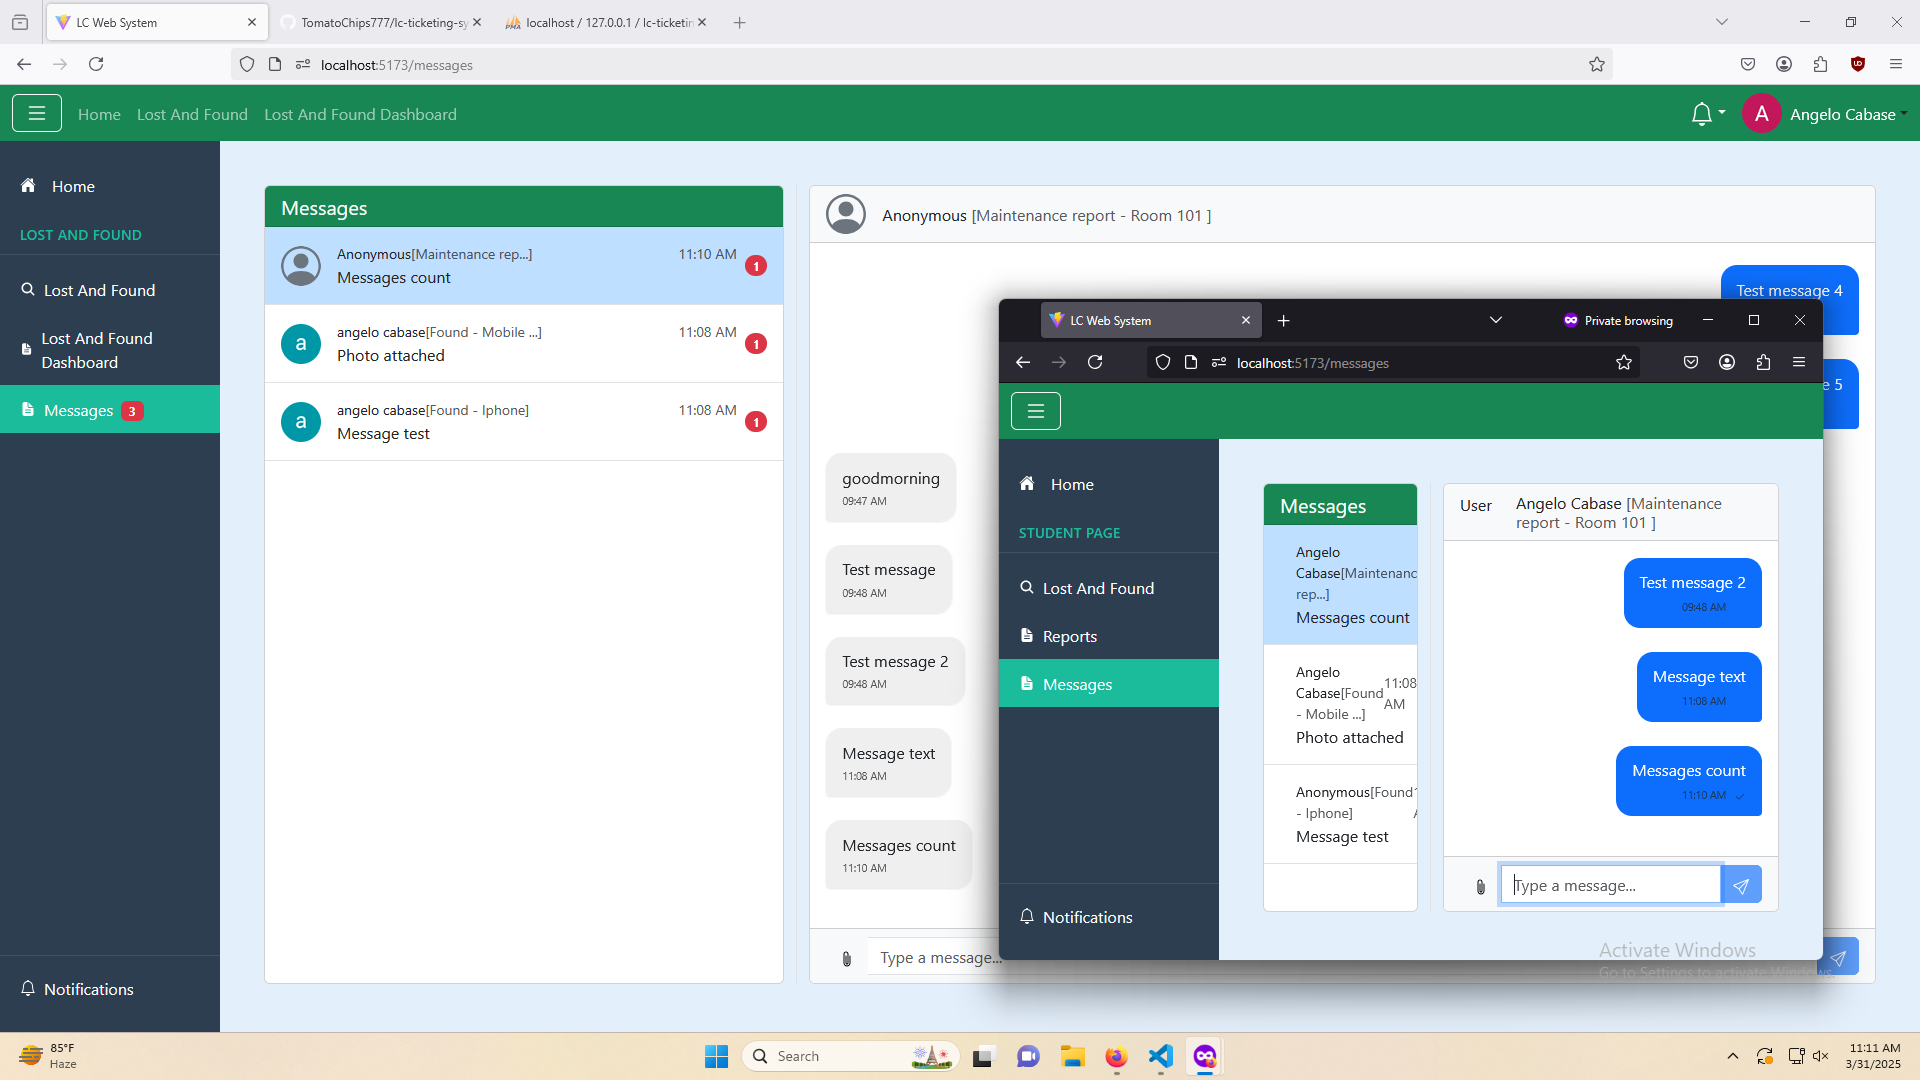 LC Web System
TomatoChips777/lc-ticketing-sy
localhost / 127.0.0.1 / lc-ticketin
localhost:5173/messages
Home
Lost And Found
Lost And Found Dashboard
A
Angelo Cabase
Home
LOST AND FOUND
Lost And Found
Lost And Found
Dashboard
Messages 3
Notifications
Messages
Anonymous[Maintenance rep...] 11:10 AM
Messages count 1
a
angelo cabase[Found - Mobile ...] 11:08 AM
Photo attached 1
a
angelo cabase[Found - Iphone] 11:08 AM
Message test 1
Anonymous [Maintenance report - Room 101 ]
Test message 4
e 5
goodmorning
09:47 AM
Test message
09:48 AM
Test message 2
09:48 AM
Message text
11:08 AM
Messages count
11:10 AM
Type a message...
LC Web System
Private browsing
localhost:5173/messages
Home
STUDENT PAGE
Lost And Found
Reports
Messages
Notifications
Messages
Angelo
Cabase[Maintenanc
rep...]
Messages count
Angelo
Cabase[Found 11:08
- Mobile ...] AM
Photo attached
Anonymous[Found
- Iphone]
Message test
User
Angelo Cabase [Maintenance
report - Room 101 ]
Test message 2
09:48 AM
Message text
11:08 AM
Messages count
11:10 AM
Type a message...
Activate Windows
Go to Settings to activate Windows.
85°F
Haze
Search
11:11 AM
3/31/2025